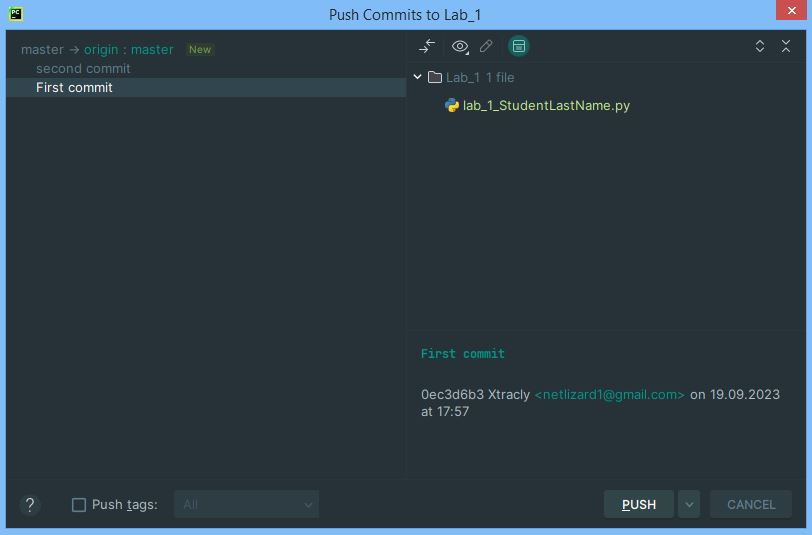 PC
Push Commits to Lab_1
master → origin : master New
second commit
First commit
Lab_1 1 file
lab_1_StudentLastName.py
First commit
0ec3d6b3 Xtracly <netlizard1@gmail.com> on 19.09.2023
at 17:57
? Push tags: All PUSH CANCEL